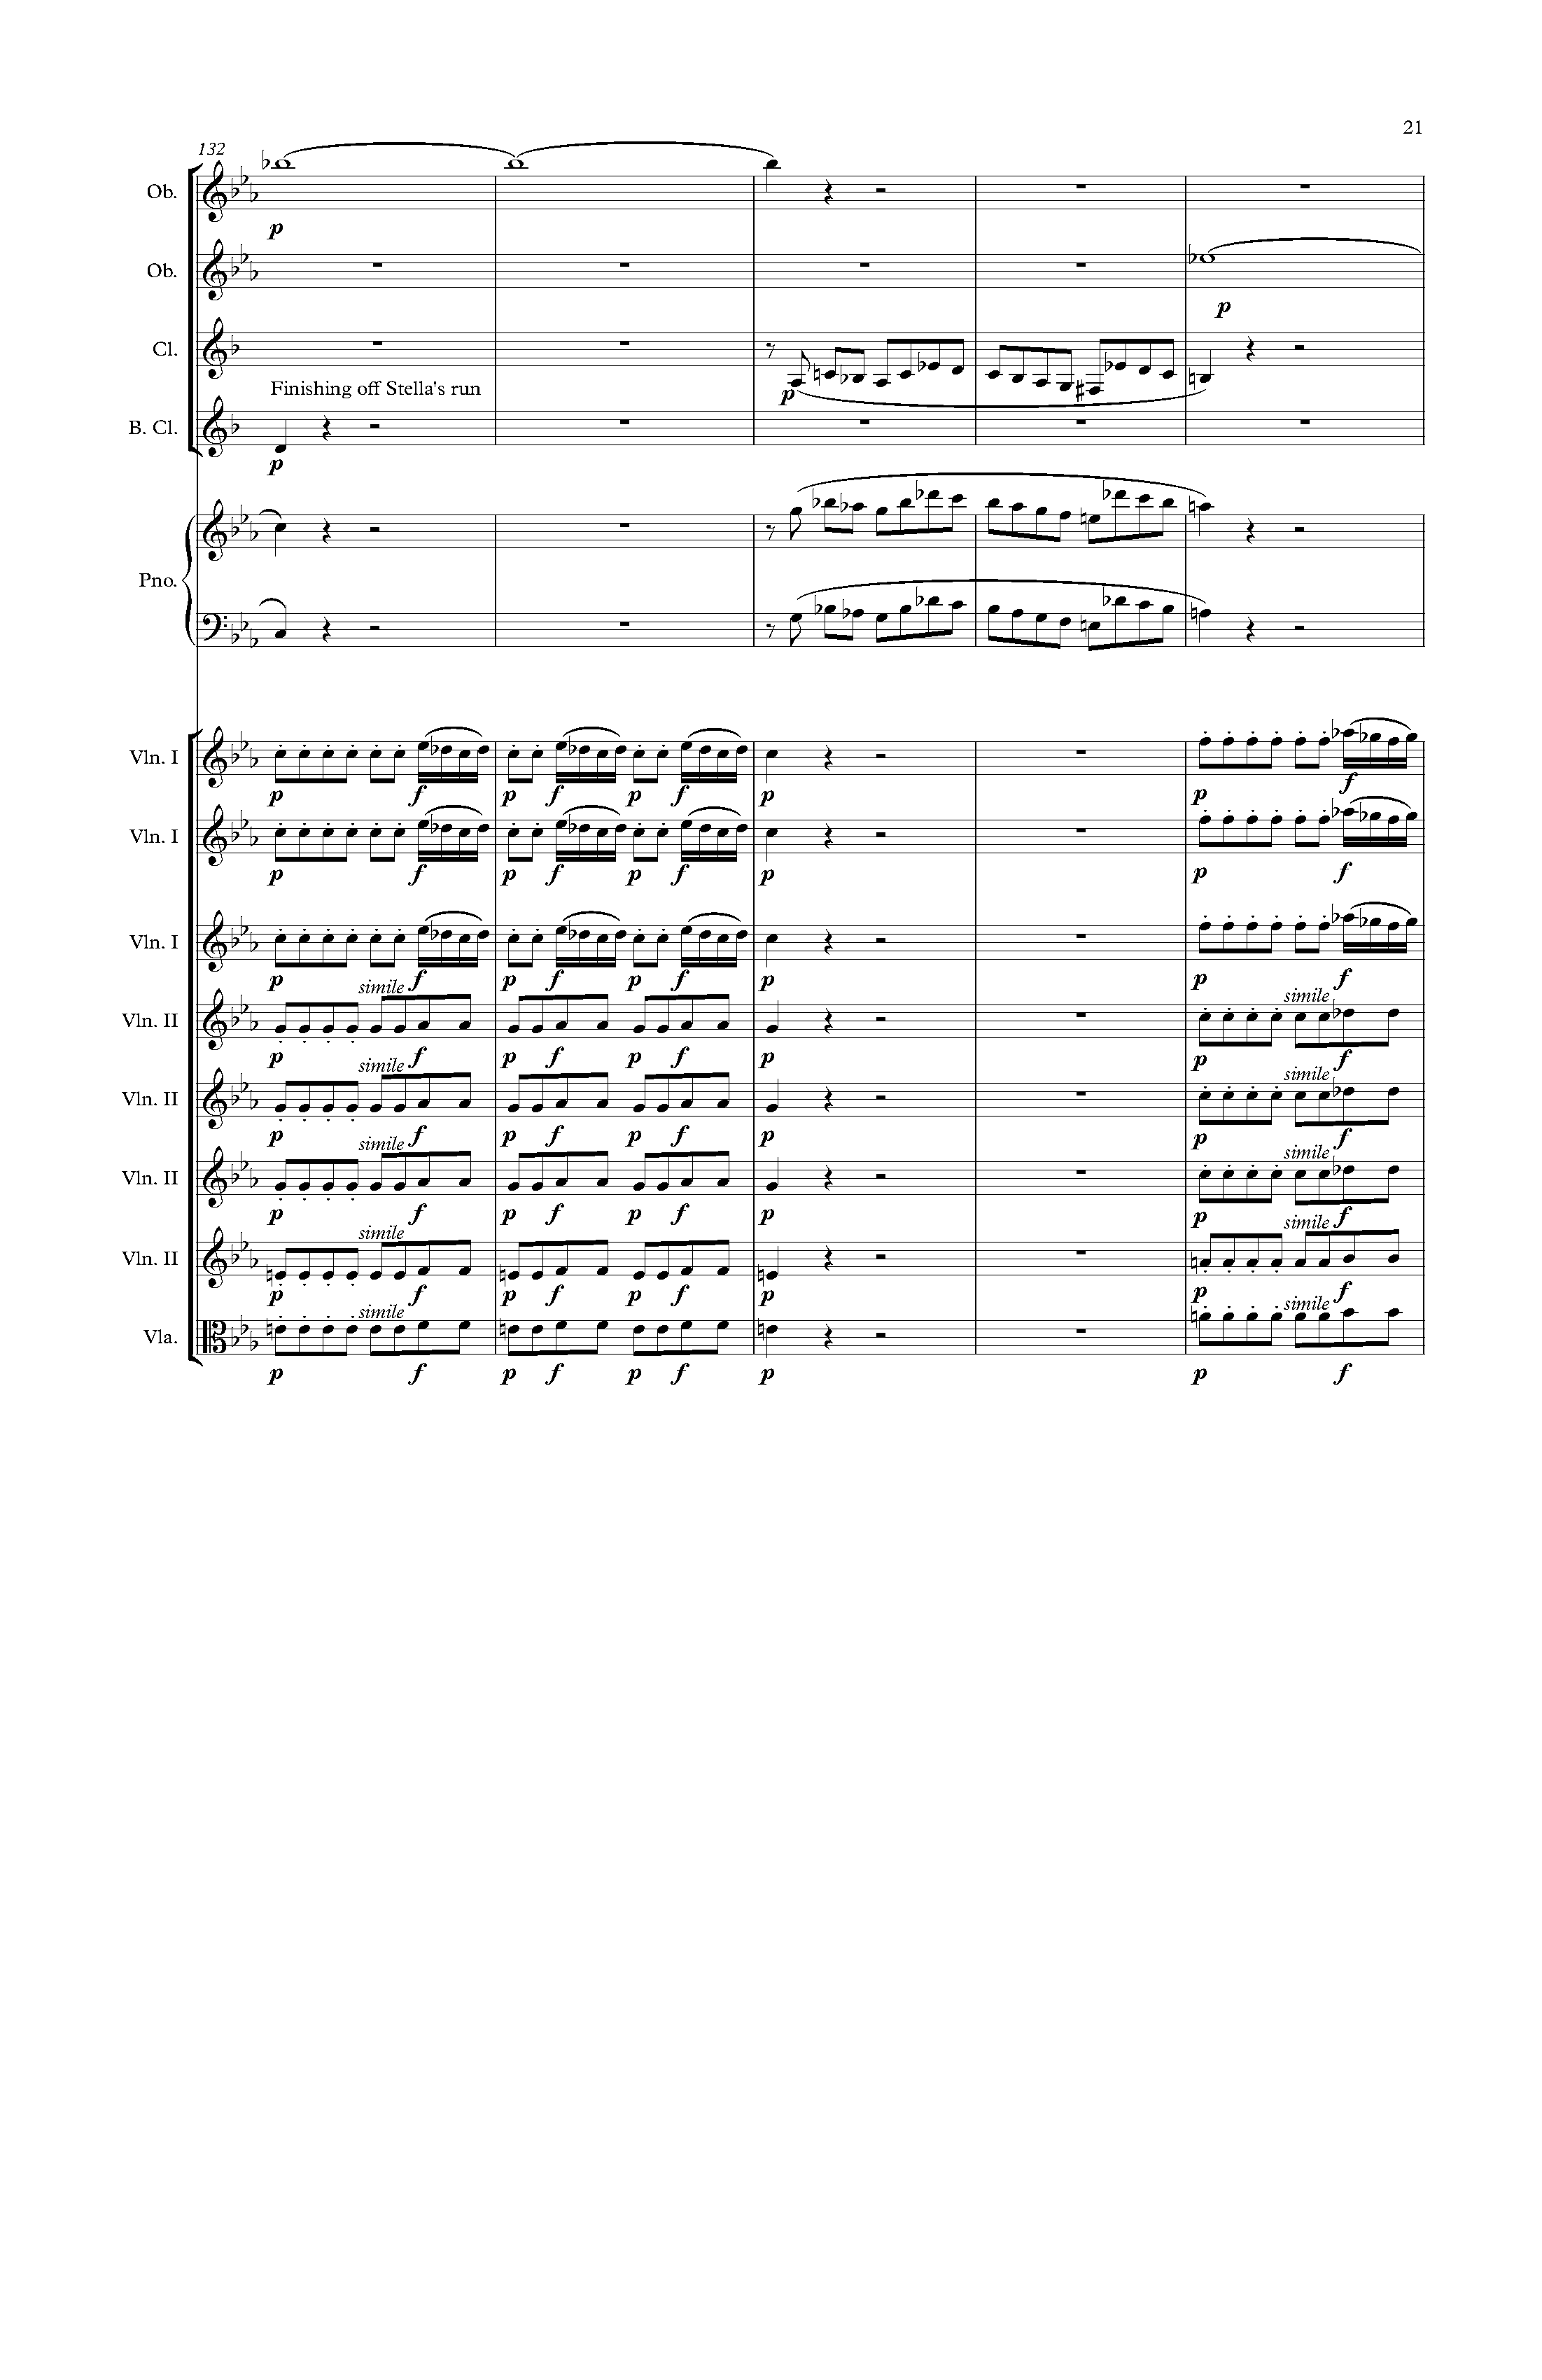 21
132
Ob.
p
Ob.
p
Cl.
p
Finishing off Stella's run
B. Cl.
p
Pno.
Vln. I
p f p f p f p p f
Vln. I
p f p f p f p p f
Vln. I
p f p f p f p p f
simile simile
Vln. II
p f p f p f p p f
simile simile
Vln. II
p f p f p f p p f
simile simile
Vln. II
p f p f p f p p f
simile simile
Vln. II
p f p f p f p p f
simile simile
Vla.
p f p f p f p p f